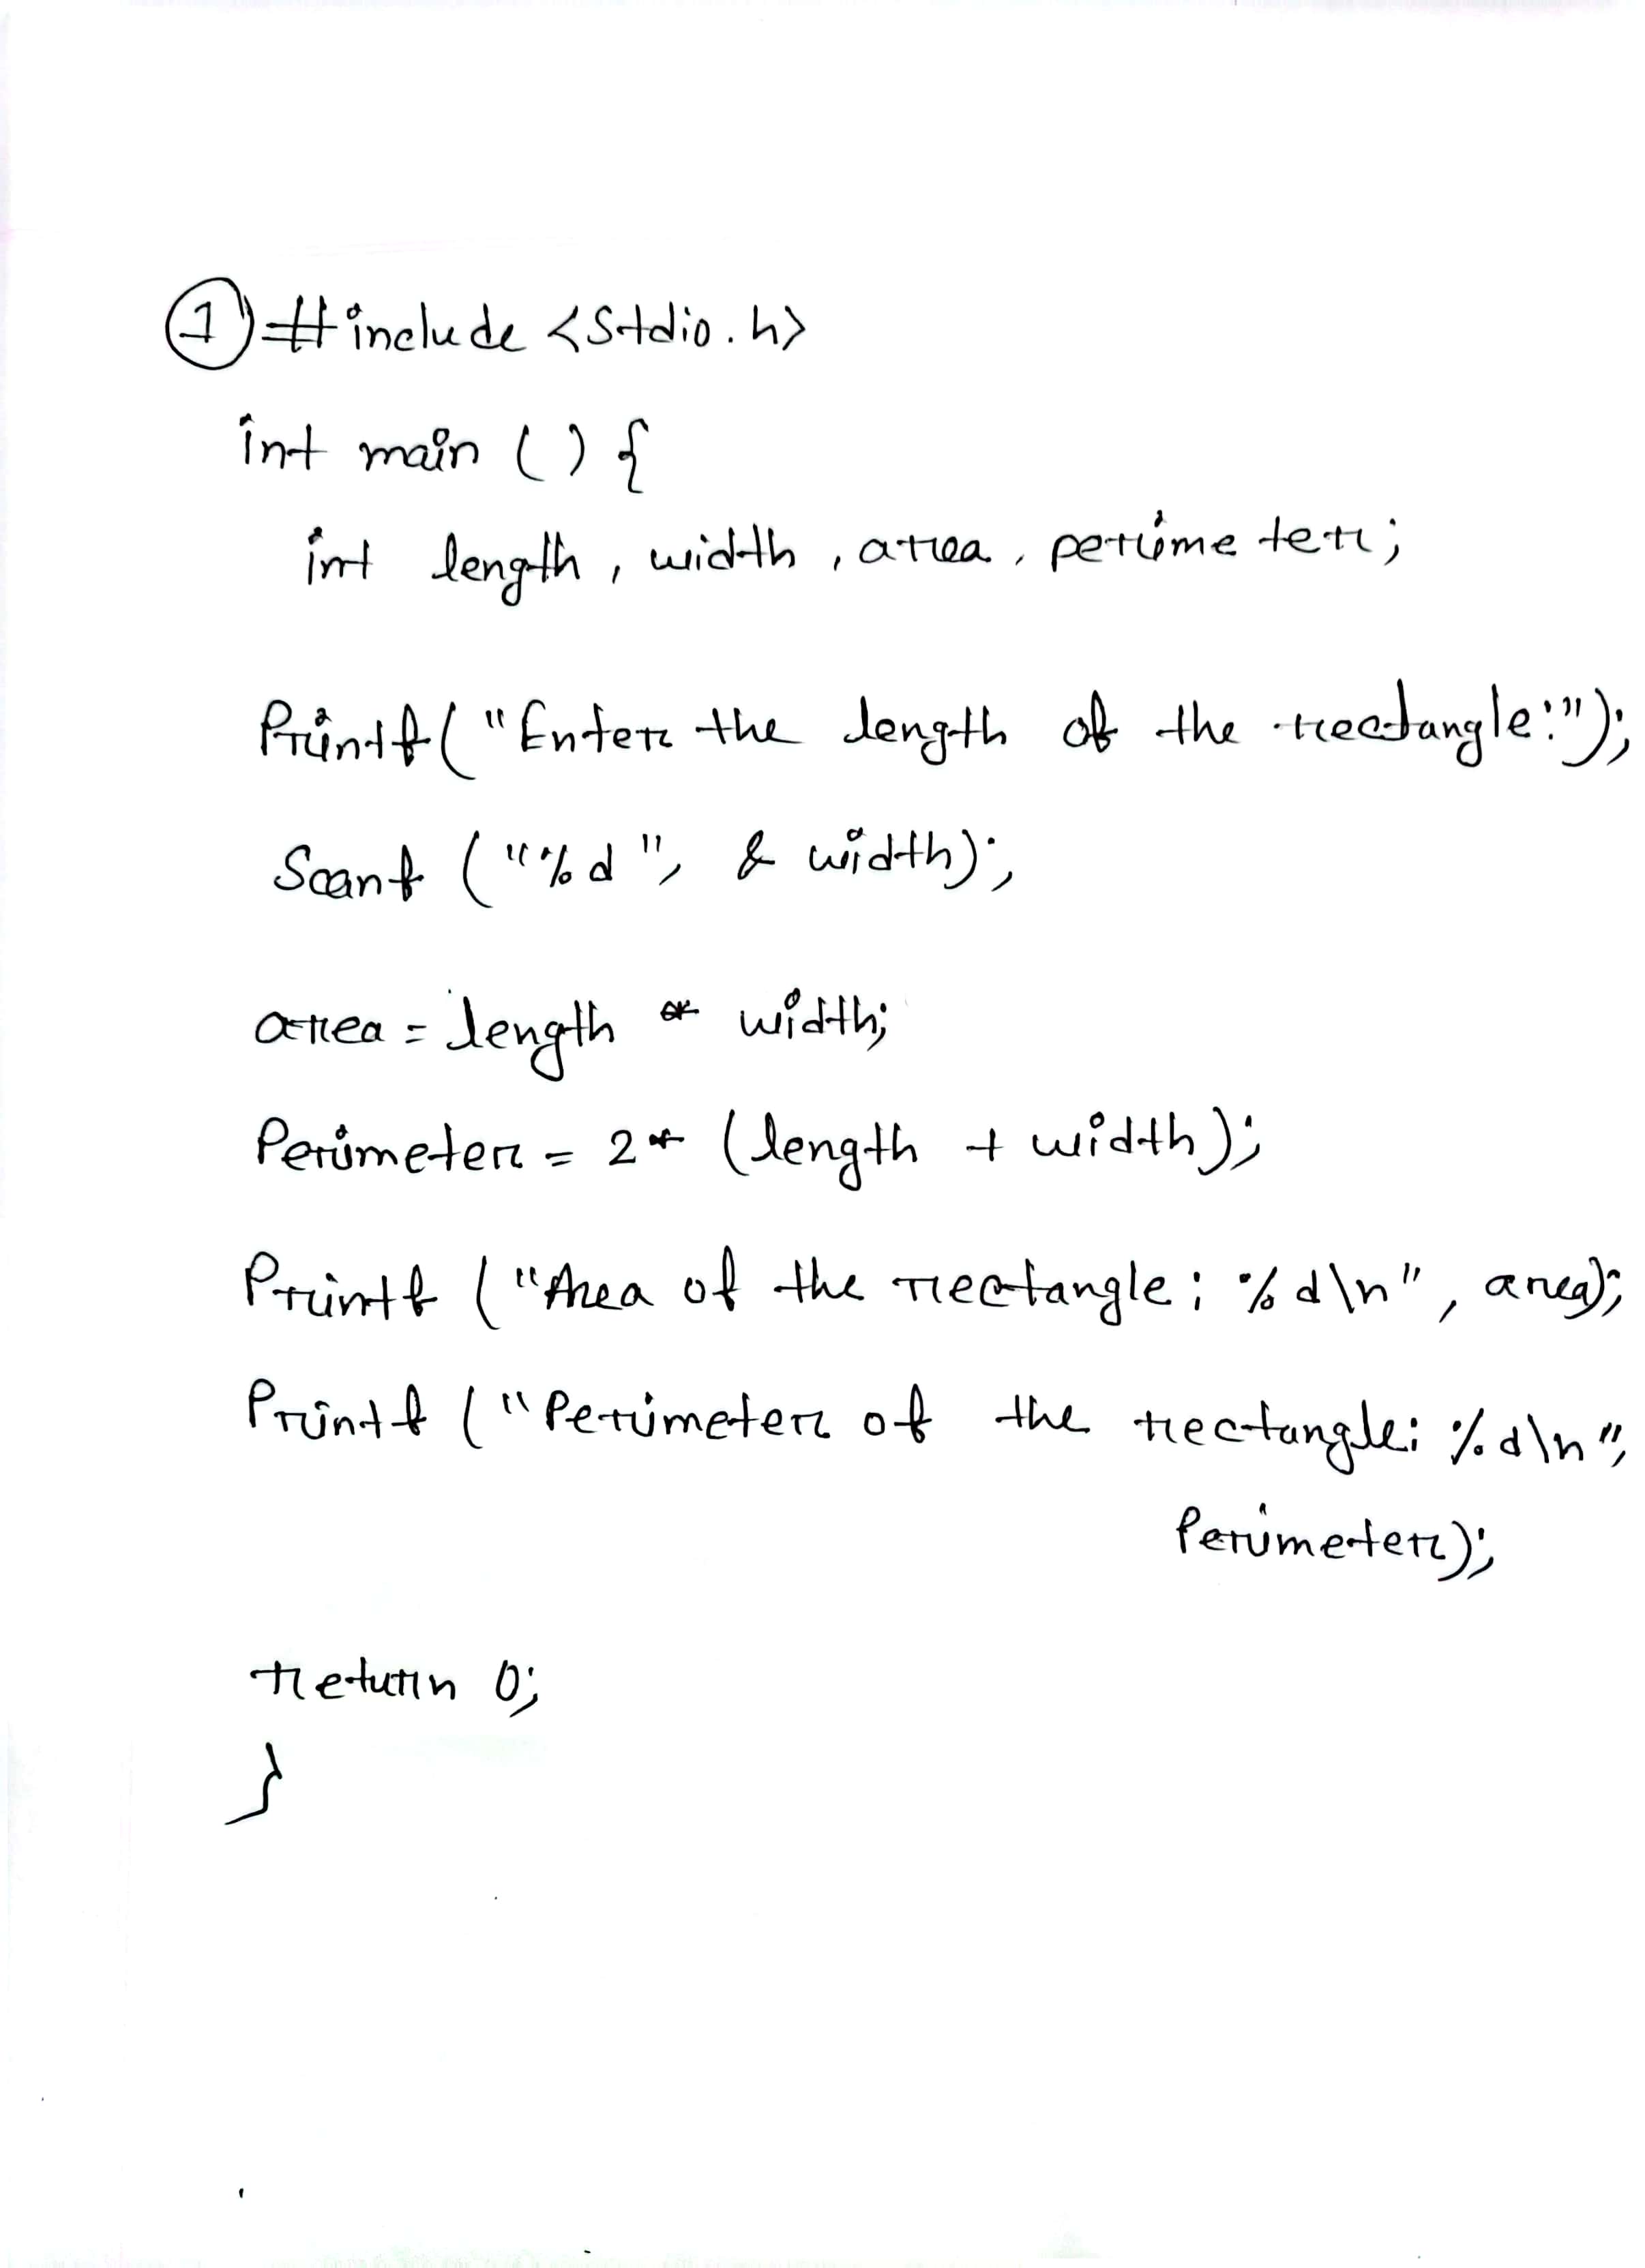 1) #include <stdio.h>
int main () {
int length, width, area, perimeter;
Printf("Enter the length of the rectangle:");
Scanf ("%d", & width);
area = length * width;
Perimeter = 2* (length + width);
Printf ("Area of the rectangle: %d\n", area);
Printf ("Perimeter of the rectangle: %d\n",
Perimeter);
return 0;
}